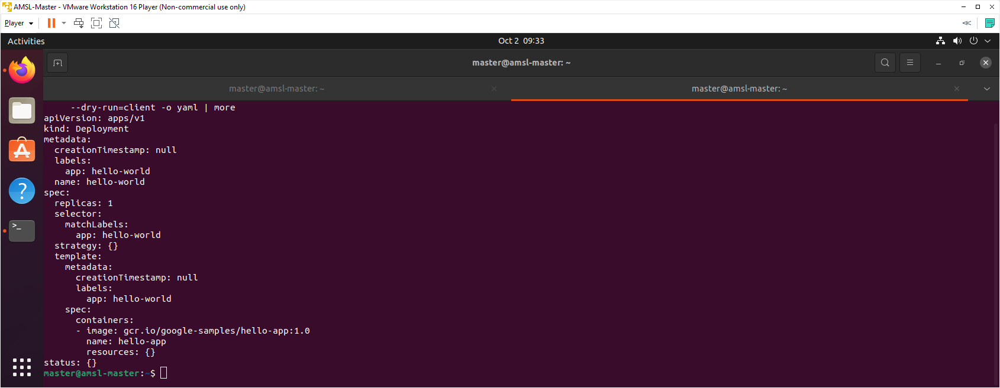 AMSL-Master - VMware Workstation 16 Player (Non-commercial use only)
Player
Activities
Oct 2 09:33
master@amsl-master: ~
master@amsl-master: ~
master@amsl-master: ~
      --dry-run=client -o yaml | more
apiVersion: apps/v1
kind: Deployment
metadata:
  creationTimestamp: null
  labels:
    app: hello-world
  name: hello-world
spec:
  replicas: 1
  selector:
    matchLabels:
      app: hello-world
  strategy: {}
  template:
    metadata:
      creationTimestamp: null
      labels:
        app: hello-world
    spec:
      containers:
      - image: gcr.io/google-samples/hello-app:1.0
        name: hello-app
        resources: {}
status: {}
master@amsl-master:~$